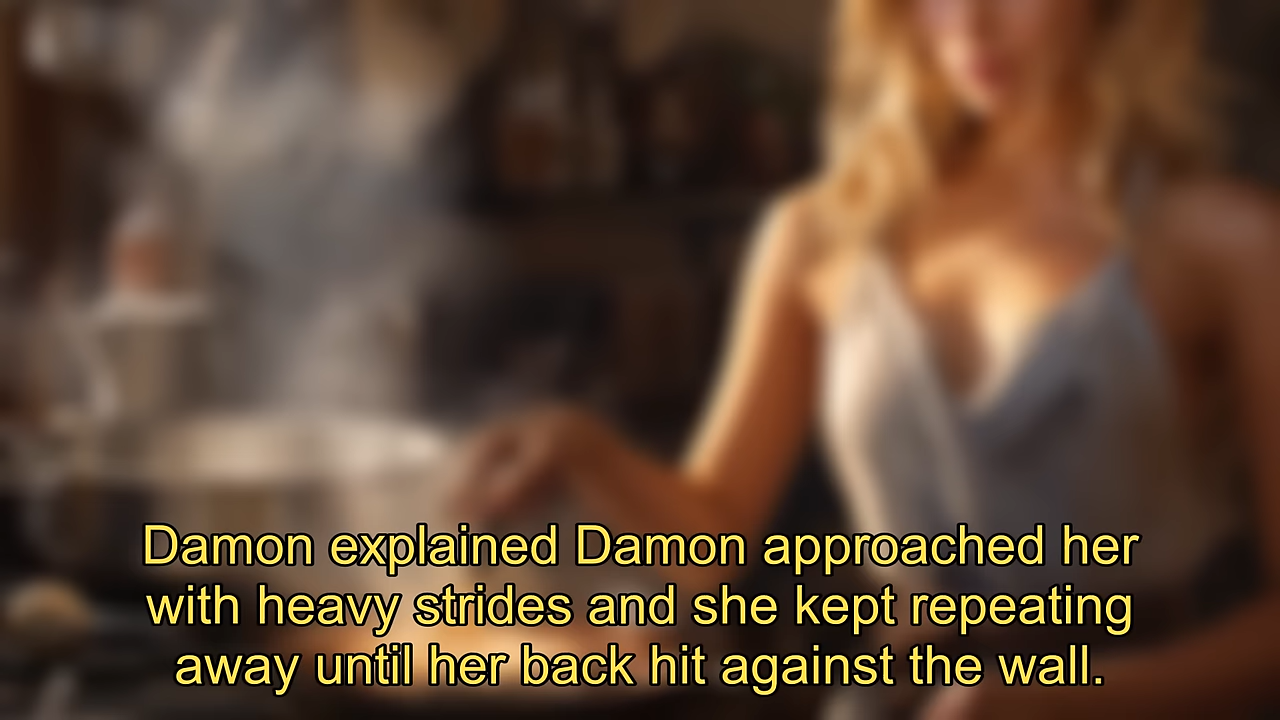 Damon explained Damon approached her
with heavy strides and she kept repeating
away until her back hit against the wall.